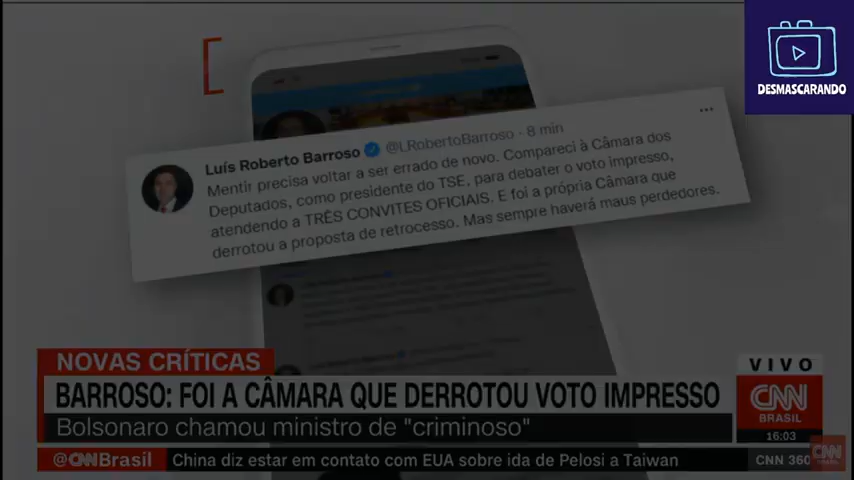 DESMASCARANDO
Luís Roberto Barroso @LRobertoBarroso - 8 min
Mentir precisa voltar a ser errado de novo. Compareci à Câmara dos
Deputados, como presidente do TSE, para debater o voto impresso,
atendendo a TRÊS CONVITES OFICIAIS. E foi a própria Câmara que
derrotou a proposta de retrocesso. Mas sempre haverá maus perdedores.
NOVAS CRÍTICAS
BARROSO: FOI A CÂMARA QUE DERROTOU VOTO IMPRESSO
Bolsonaro chamou ministro de "criminoso"
VIVO
CNN
BRASIL
16:03
@CNNBrasil China diz estar em contato com EUA sobre ida de Pelosi a Taiwan
CNN 360
CNN
BRASIL